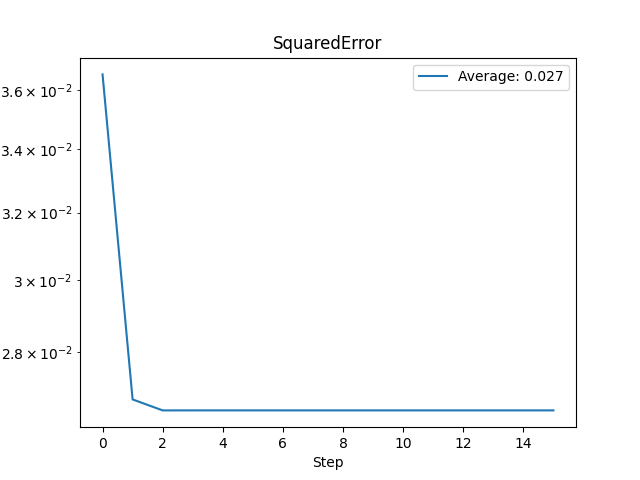 SquaredError
Average: 0.027
3.6 × 10⁻²
3.4 × 10⁻²
3.2 × 10⁻²
3 × 10⁻²
2.8 × 10⁻²
0 2 4 6 8 10 12 14
Step